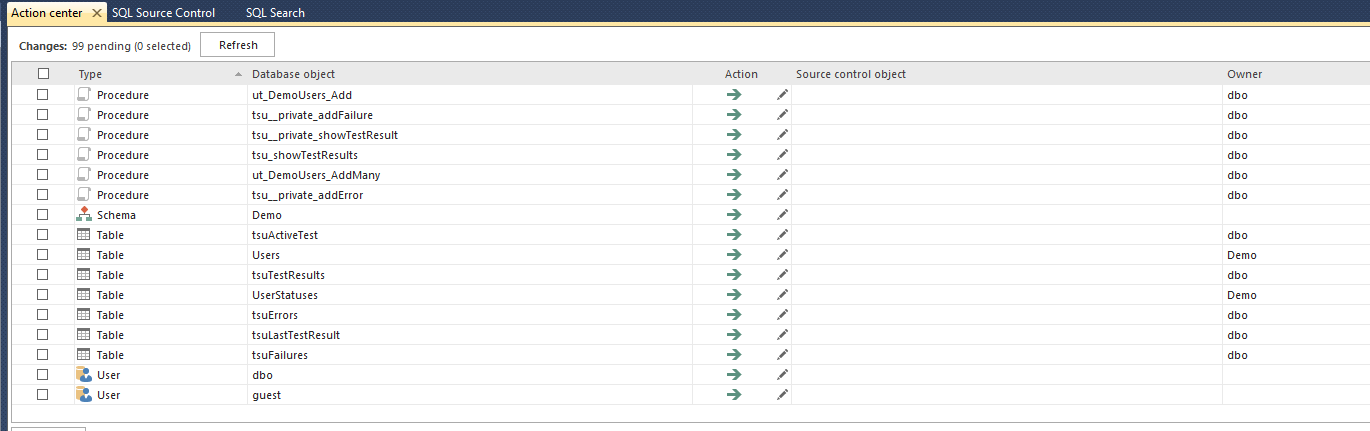 Action center SQL Source Control SQL Search
Changes: 99 pending (0 selected) Refresh
Type Database object Action Source control object Owner
Procedure ut_DemoUsers_Add dbo
Procedure tsu__private_addFailure dbo
Procedure tsu__private_showTestResult dbo
Procedure tsu_showTestResults dbo
Procedure ut_DemoUsers_AddMany dbo
Procedure tsu__private_addError dbo
Schema Demo
Table tsuActiveTest dbo
Table Users Demo
Table tsuTestResults dbo
Table UserStatuses Demo
Table tsuErrors dbo
Table tsuLastTestResult dbo
Table tsuFailures dbo
User dbo
User guest